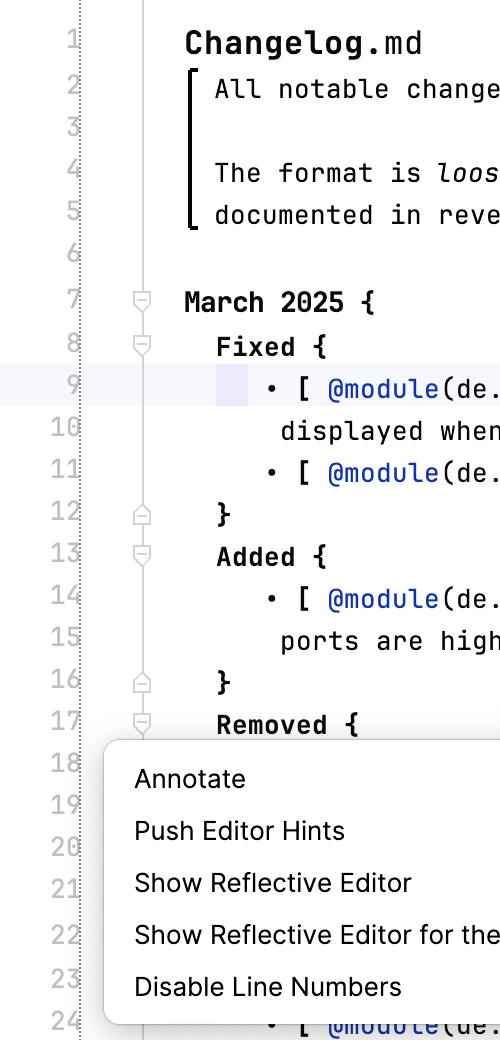 1 Changelog.md
2 All notable change
3
4 The format is loos
5 documented in reve
6
7 March 2025 {
8 Fixed {
9 • [ @module(de.
10 displayed when
11 • [ @module(de.
12 }
13 Added {
14 • [ @module(de.
15 ports are high
16 }
17 Removed {
18 Annotate
19
20 Push Editor Hints
21 Show Reflective Editor
22 Show Reflective Editor for the
23 Disable Line Numbers
24 • [ @module(de.